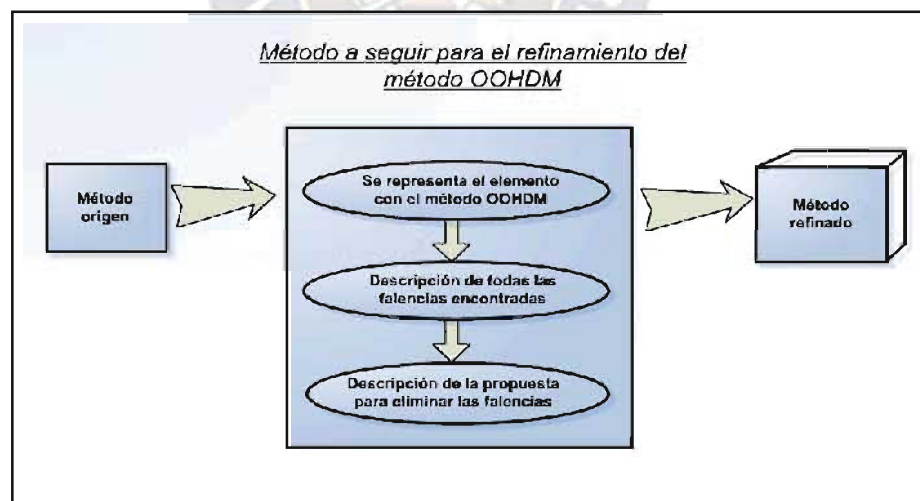 Método a seguir para el refinamiento del
método OOHDM
Método
origen
Se representa el elemento
con el método OOHDM
Descripción de todas las
falencias encontradas
Descripción de la propuesta
para eliminar las falencias
Método
refinado